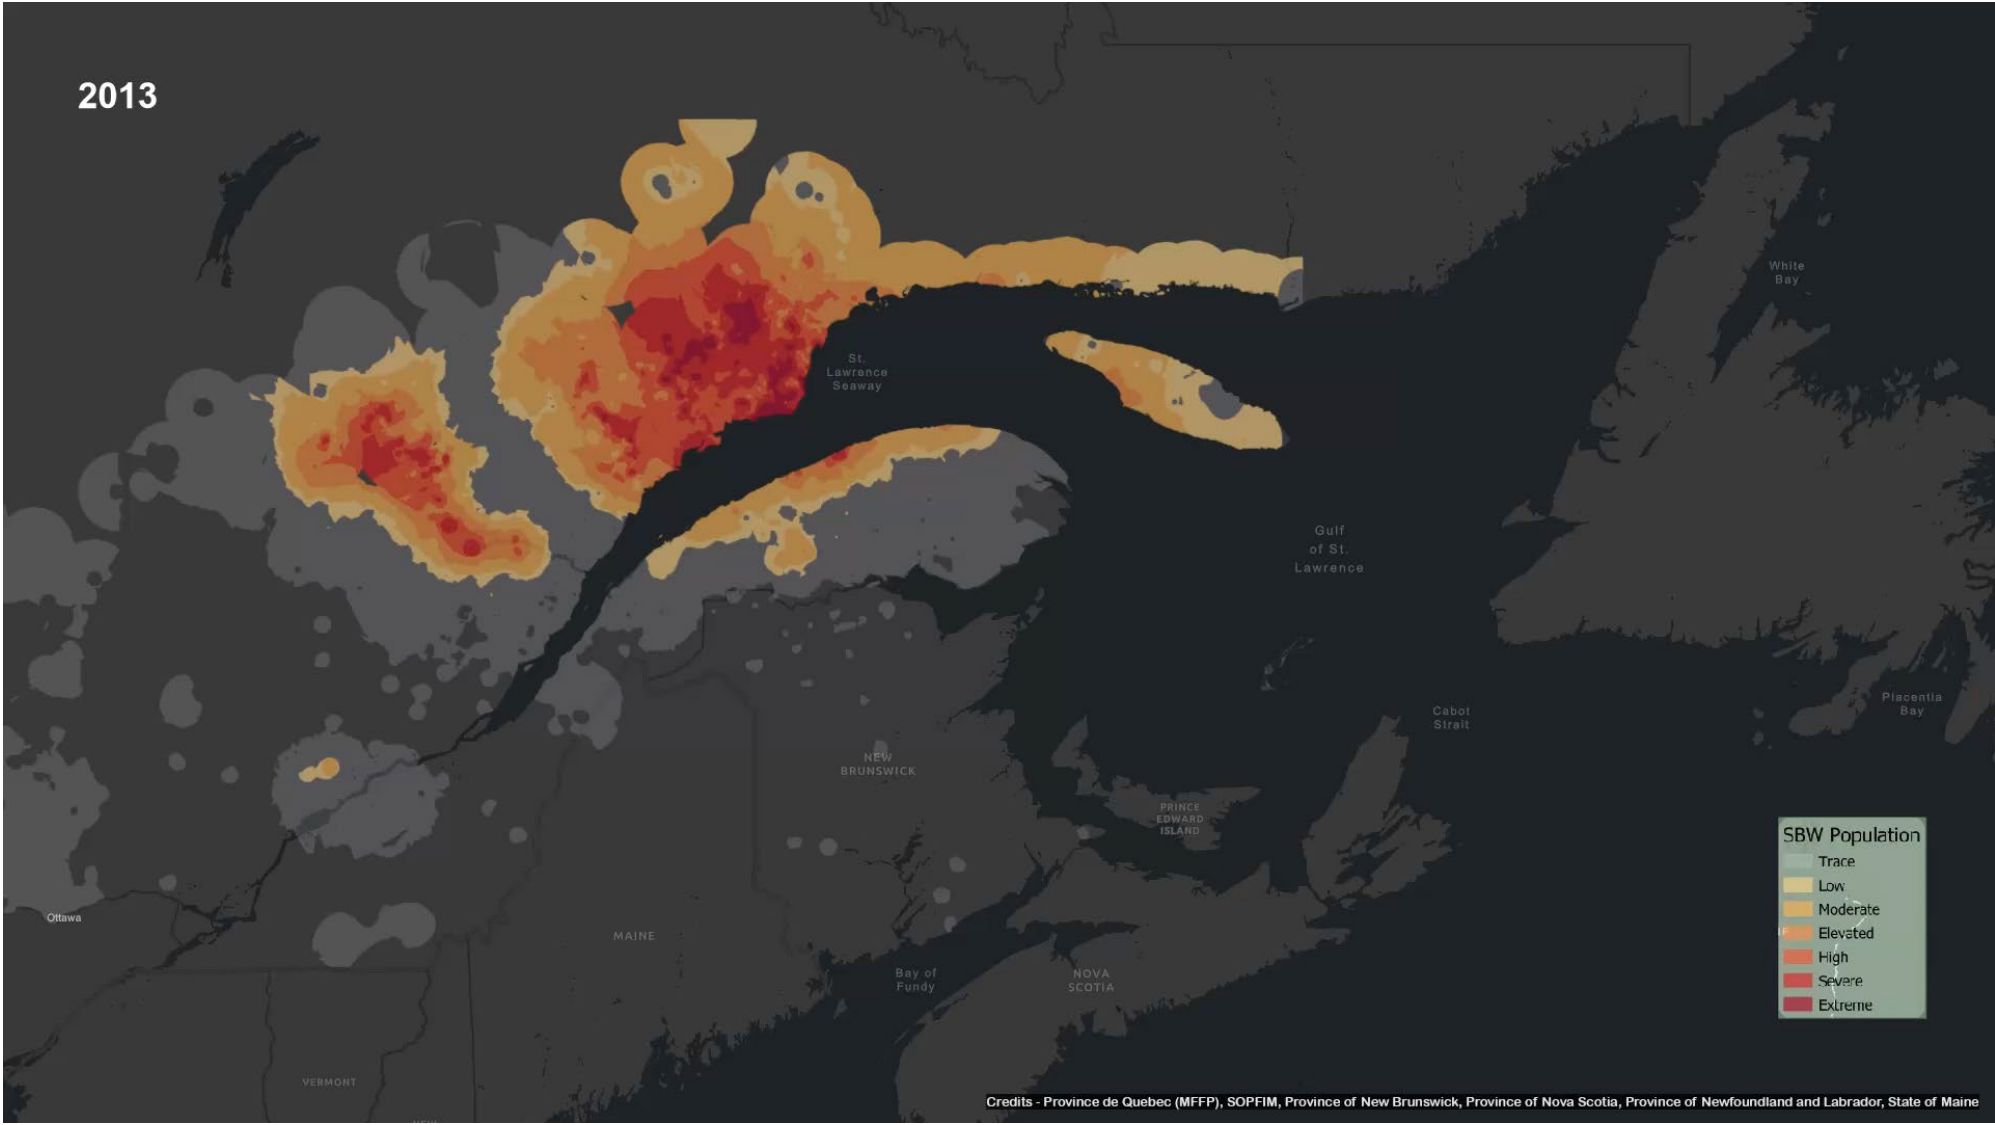 2013
White
Bay
St.
Lawrence
Seaway
Gulf
of St.
Lawrence
Placentia
Bay
Cabot
Strait
NEW
BRUNSWICK
PRINCE
EDWARD
ISLAND
SBW Population
Trace
Low
Moderate
Elevated
High
Severe
Extreme
Ottawa
MAINE
Bay of
Fundy
NOVA
SCOTIA
VERMONT
Credits - Province de Quebec (MFFP), SOPFIM, Province of New Brunswick, Province of Nova Scotia, Province of Newfoundland and Labrador, State of Maine